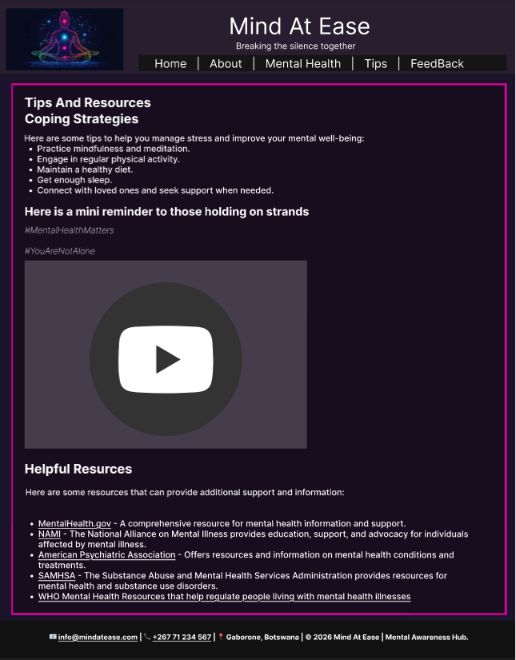 Mind At Ease
Breaking the silence together
Home | About | Mental Health | Tips | FeedBack
Tips And Resources
Coping Strategies
Here are some tips to help you manage stress and improve your mental well-being:
• Practice mindfulness and meditation.
• Engage in regular physical activity.
• Maintain a healthy diet.
• Get enough sleep.
• Connect with loved ones and seek support when needed.
Here is a mini reminder to those holding on strands
#MentalHealthMatters
#YouAreNotAlone
Helpful Resurces
Here are some resources that can provide additional support and information:
• MentalHealth.gov - A comprehensive resource for mental health information and support.
• NAMI - The National Alliance on Mental Illness provides education, support, and advocacy for individuals
affected by mental illness.
• American Psychiatric Association - Offers resources and information on mental health conditions and
treatments.
• SAMHSA - The Substance Abuse and Mental Health Services Administration provides resources for
mental health and substance use disorders.
• WHO Mental Health Resources that help regulate people living with mental health illnesses
📧 info@mindatease.com | 📞 +267 71 234 567 | 📍 Gaborone, Botswana | © 2026 Mind At Ease | Mental Awareness Hub.